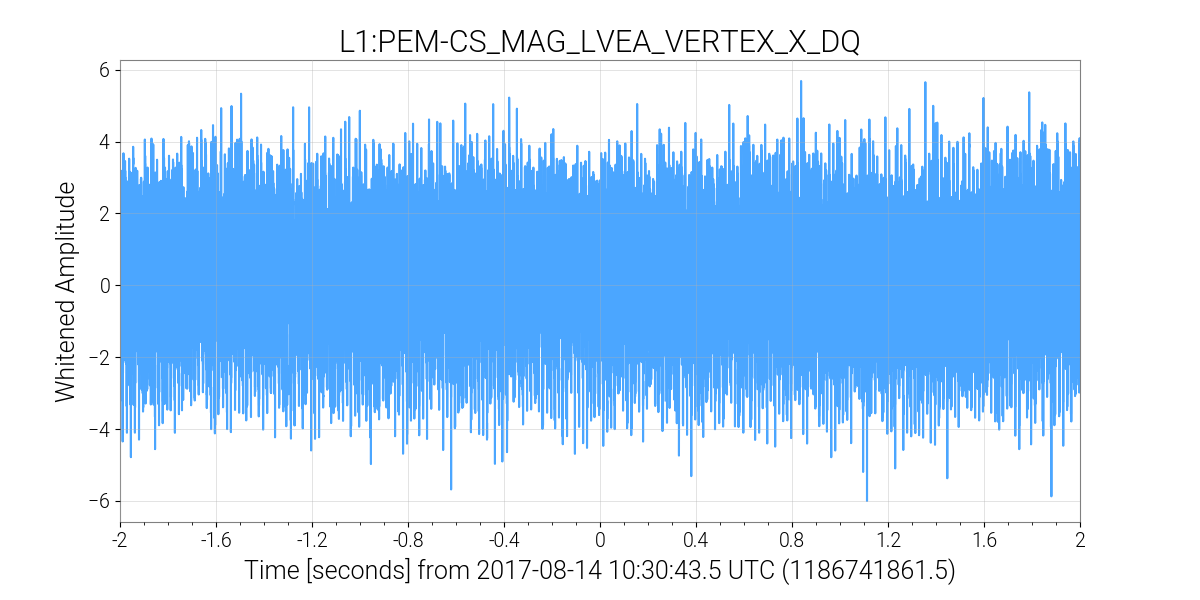 L1:PEM-CS_MAG_LVEA_VERTEX_X_DQ
Whitened Amplitude
6
4
2
0
−2
−4
−6
-2 -1.6 -1.2 -0.8 -0.4 0 0.4 0.8 1.2 1.6 2
Time [seconds] from 2017-08-14 10:30:43.5 UTC (1186741861.5)